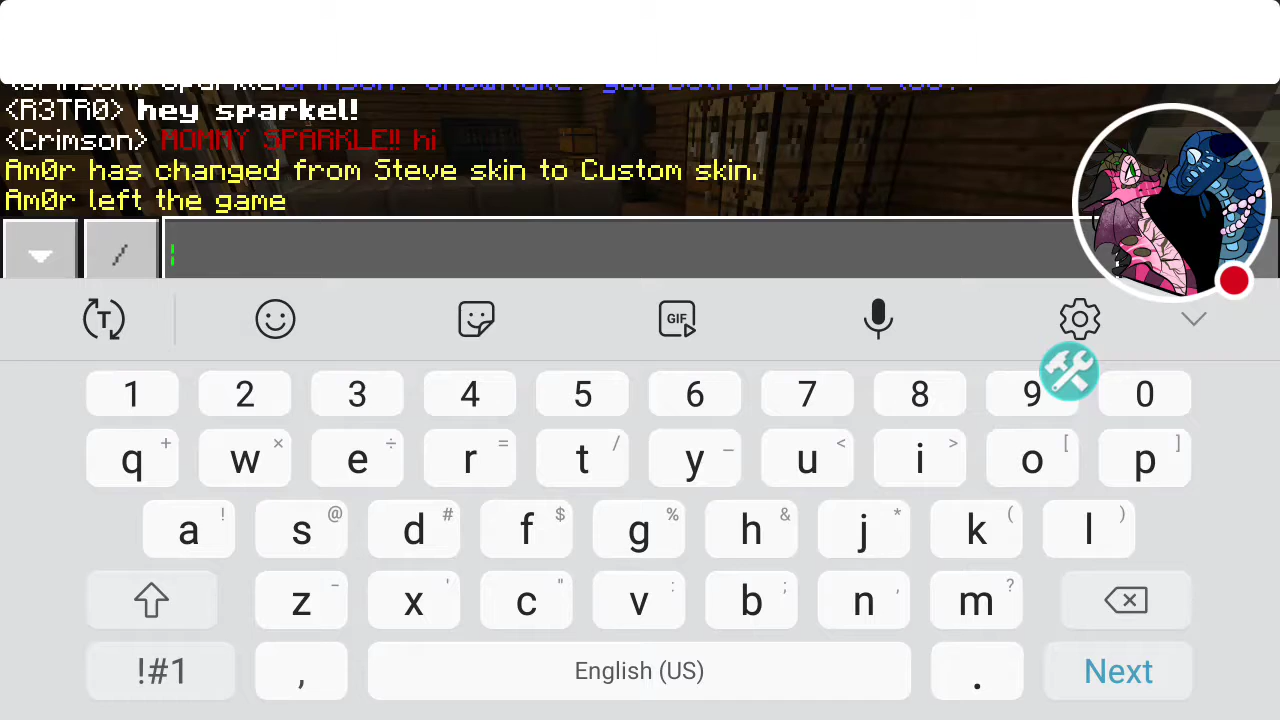 <R3TR0> hey sparkel!
<Crimson> MOMMY SPARKLE!! hi
Am0r has changed from Steve skin to Custom skin.
Am0r left the game
/
T GIF
1 2 3 4 5 6 7 8 9 0
q + w × e ÷ r = t / y _ u < i > o [ p ]
a ! s @ d # f $ g % h & j * k ( l )
z - x ' c " v : b ; n , m ?
!#1 , English (US) . Next